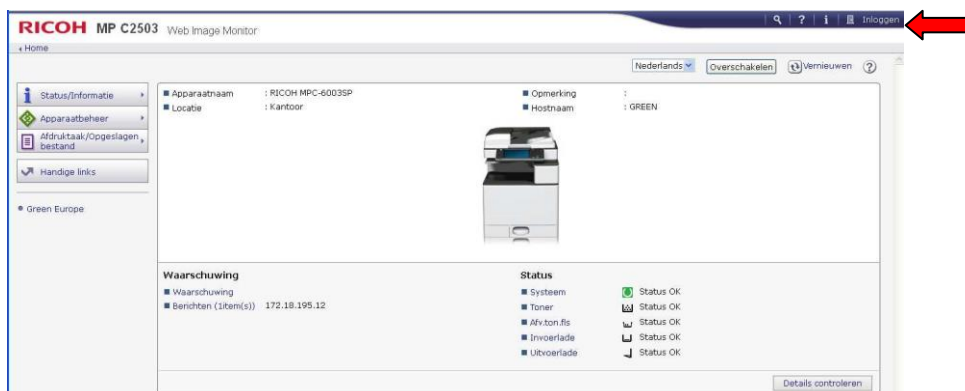 RICOH MP C2503 Web Image Monitor
? i Inloggen
Home
Nederlands Overschakelen Vernieuwen ?
Status/Informatie
Apparaatbeheer
Afdruktaak/Opgeslagen
bestand
Handige links
Green Europe
Apparaatnaam : RICOH MPC-6003SP
Locatie : Kantoor
Opmerking :
Hostnaam : GREEN
Waarschuwing
Waarschuwing
Berichten (1item(s)) 172.18.195.12
Status
Systeem Status OK
Toner Status OK
Afv.ton.fls Status OK
Invoerlade Status OK
Uitvoerlade Status OK
Details controleren